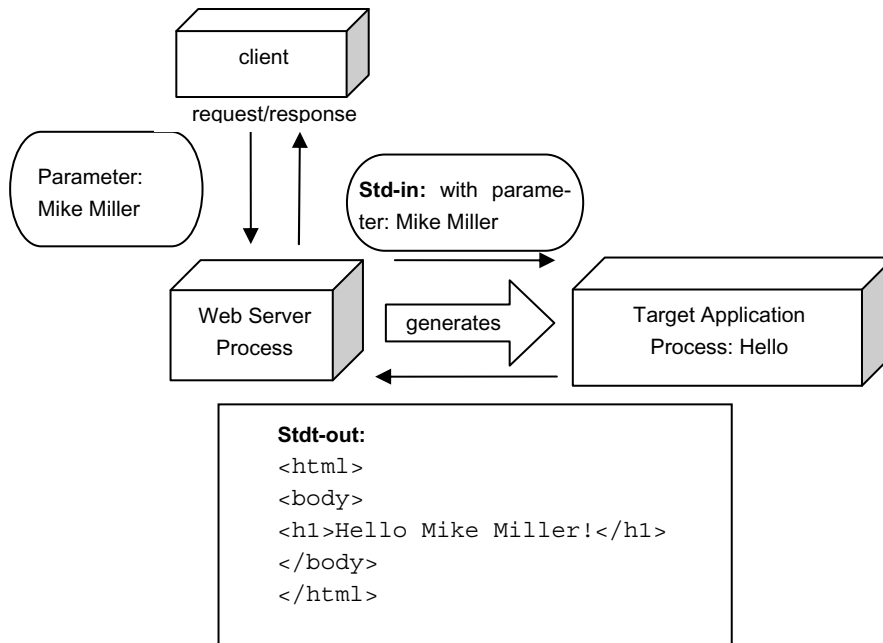 client
request/response
Parameter:
Mike Miller
Std-in: with parame-
ter: Mike Miller
Web Server
Process
generates
Target Application
Process: Hello
Stdt-out:
<html>
<body>
<h1>Hello Mike Miller!</h1>
</body>
</html>